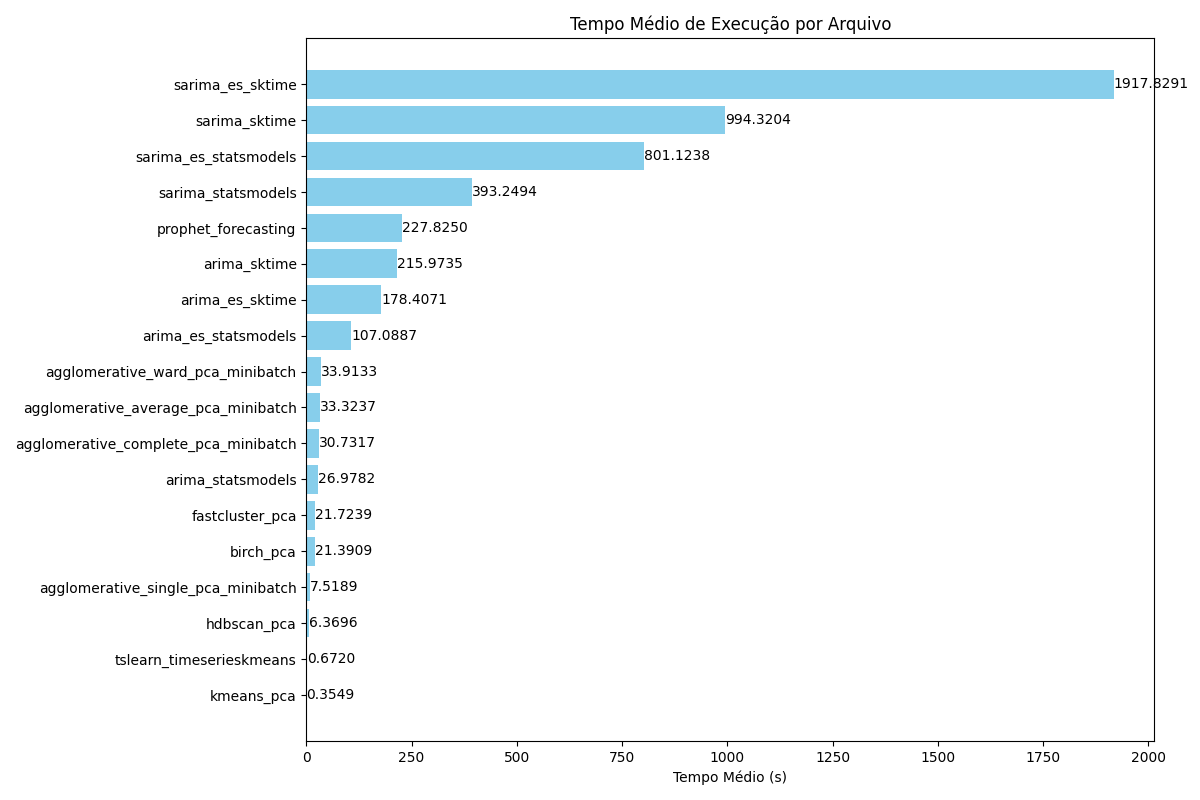 Tempo Médio de Execução por Arquivo
sarima_es_sktime 1917.8291
sarima_sktime 994.3204
sarima_es_statsmodels 801.1238
sarima_statsmodels 393.2494
prophet_forecasting 227.8250
arima_sktime 215.9735
arima_es_sktime 178.4071
arima_es_statsmodels 107.0887
agglomerative_ward_pca_minibatch 33.9133
agglomerative_average_pca_minibatch 33.3237
agglomerative_complete_pca_minibatch 30.7317
arima_statsmodels 26.9782
fastcluster_pca 21.7239
birch_pca 21.3909
agglomerative_single_pca_minibatch 7.5189
hdbscan_pca 6.3696
tslearn_timeserieskmeans 0.6720
kmeans_pca 0.3549
0 250 500 750 1000 1250 1500 1750 2000
Tempo Médio (s)